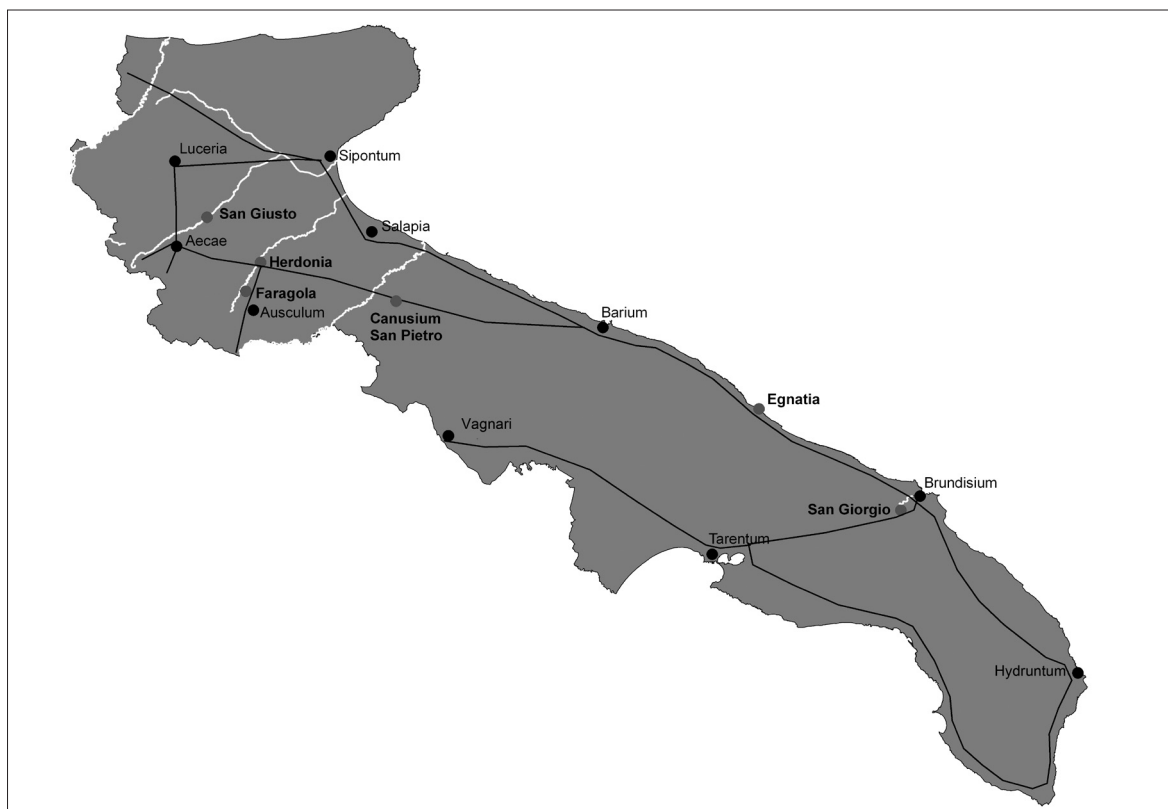 Luceria
Sipontum
San Giusto
Salapia
Aecae
Herdonia
Faragola
Ausculum
Canusium
San Pietro
Barium
Egnatia
Vagnari
Brundisium
San Giorgio
Tarentum
Hydruntum